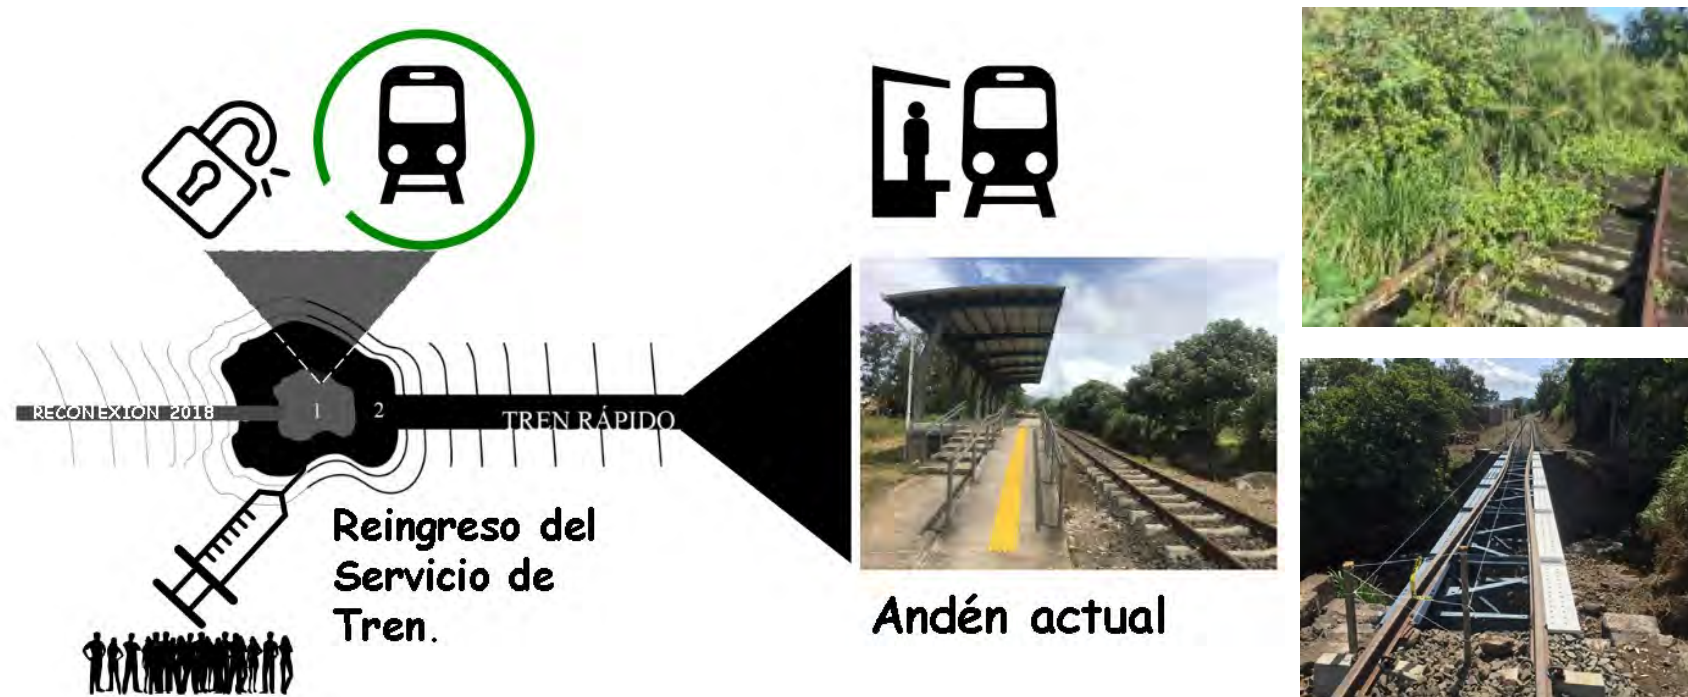 RECONEXION 2018
1
2
TREN RÁPIDO
Reingreso del
Servicio de
Tren.
Andén actual